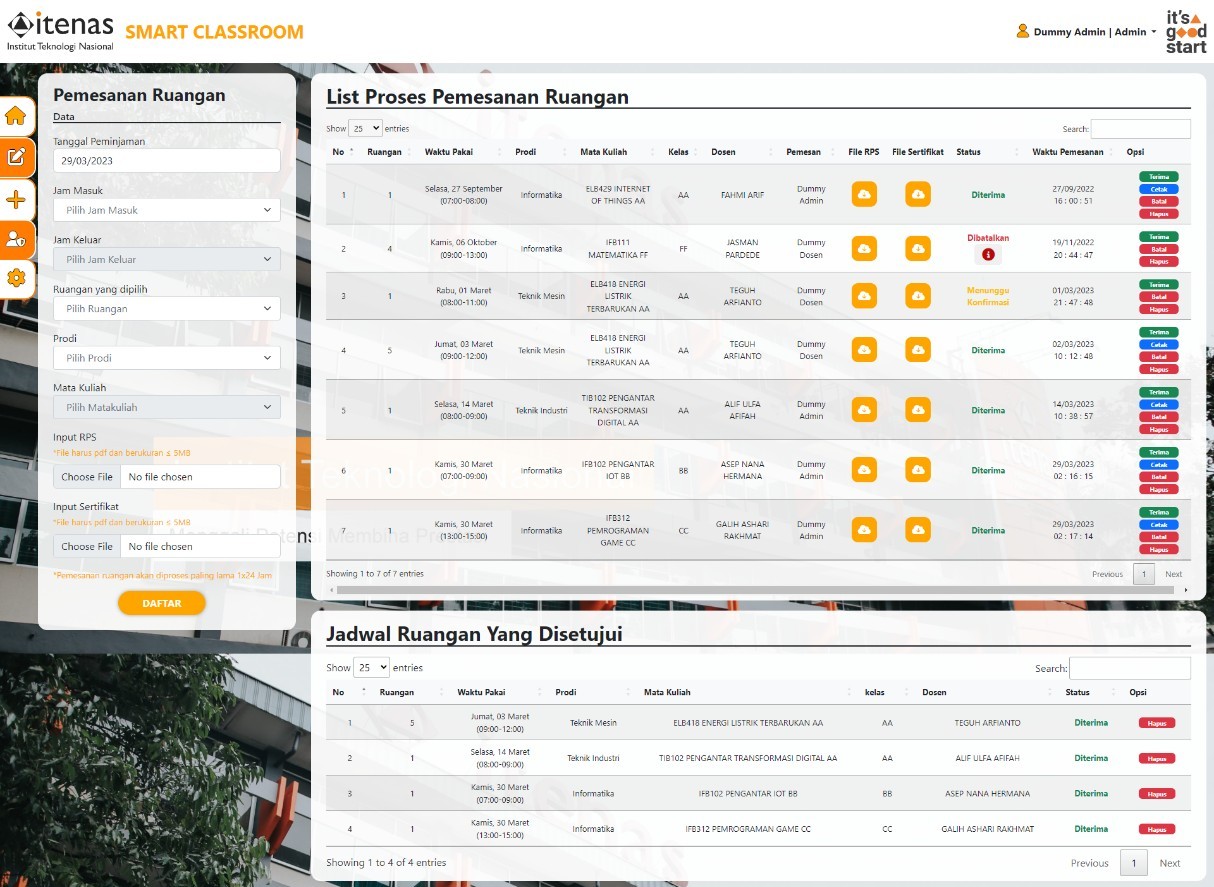 itenas
Institut Teknologi Nasional
SMART CLASSROOM
Dummy Admin | Admin
it's
good
start
Pemesanan Ruangan
Data
Tanggal Peminjaman
29/03/2023
Jam Masuk
Pilih Jam Masuk
Jam Keluar
Pilih Jam Keluar
Ruangan yang dipilih
Pilih Ruangan
Prodi
Pilih Prodi
Mata Kuliah
Pilih Matakuliah
Input RPS
*File harus pdf dan berukuran ≤ 5MB
Choose File No file chosen
Input Sertifikat
*File harus pdf dan berukuran ≤ 5MB
Choose File No file chosen
*Pemesanan ruangan akan diproses paling lama 1x24 Jam
DAFTAR
List Proses Pemesanan Ruangan
Show 25 entries Search:
No Ruangan Waktu Pakai Prodi Mata Kuliah Kelas Dosen Pemesan File RPS File Sertifikat Status Waktu Pemesanan Opsi
1 1 Selasa, 27 September (07:00-08:00) Informatika ELB429 INTERNET OF THINGS AA AA FAHMI ARIF Dummy Admin Diterima 27/09/2022 16 : 00 : 51 Terima Cetak Batal Hapus
2 4 Kamis, 06 Oktober (09:00-13:00) Informatika IFB111 MATEMATIKA FF FF JASMAN PARDEDE Dummy Dosen Dibatalkan 19/11/2022 20 : 44 : 47 Terima Batal Hapus
3 1 Rabu, 01 Maret (08:00-11:00) Teknik Mesin ELB418 ENERGI LISTRIK TERBARUKAN AA AA TEGUH ARFIANTO Dummy Dosen Menunggu Konfirmasi 01/03/2023 21 : 47 : 48 Terima Batal Hapus
4 5 Jumat, 03 Maret (09:00-12:00) Teknik Mesin ELB418 ENERGI LISTRIK TERBARUKAN AA AA TEGUH ARFIANTO Dummy Dosen Diterima 02/03/2023 10 : 12 : 48 Terima Cetak Batal Hapus
5 1 Selasa, 14 Maret (08:00-09:00) Teknik Industri TIB102 PENGANTAR TRANSFORMASI DIGITAL AA AA ALIF ULFA AFIFAH Dummy Admin Diterima 14/03/2023 10 : 38 : 57 Terima Cetak Batal Hapus
6 1 Kamis, 30 Maret (07:00-09:00) Informatika IFB102 PENGANTAR IOT BB BB ASEP NANA HERMANA Dummy Admin Diterima 29/03/2023 02 : 16 : 15 Terima Cetak Batal Hapus
7 1 Kamis, 30 Maret (13:00-15:00) Informatika IFB312 PEMROGRAMAN GAME CC CC GALIH ASHARI RAKHMAT Dummy Admin Diterima 29/03/2023 02 : 17 : 14 Terima Cetak Batal Hapus
Showing 1 to 7 of 7 entries Previous 1 Next
Jadwal Ruangan Yang Disetujui
Show 25 entries Search:
No Ruangan Waktu Pakai Prodi Mata Kuliah kelas Dosen Status Opsi
1 5 Jumat, 03 Maret (09:00-12:00) Teknik Mesin ELB418 ENERGI LISTRIK TERBARUKAN AA AA TEGUH ARFIANTO Diterima Hapus
2 1 Selasa, 14 Maret (08:00-09:00) Teknik Industri TIB102 PENGANTAR TRANSFORMASI DIGITAL AA AA ALIF ULFA AFIFAH Diterima Hapus
3 1 Kamis, 30 Maret (07:00-09:00) Informatika IFB102 PENGANTAR IOT BB BB ASEP NANA HERMANA Diterima Hapus
4 1 Kamis, 30 Maret (13:00-15:00) Informatika IFB312 PEMROGRAMAN GAME CC CC GALIH ASHARI RAKHMAT Diterima Hapus
Showing 1 to 4 of 4 entries Previous 1 Next